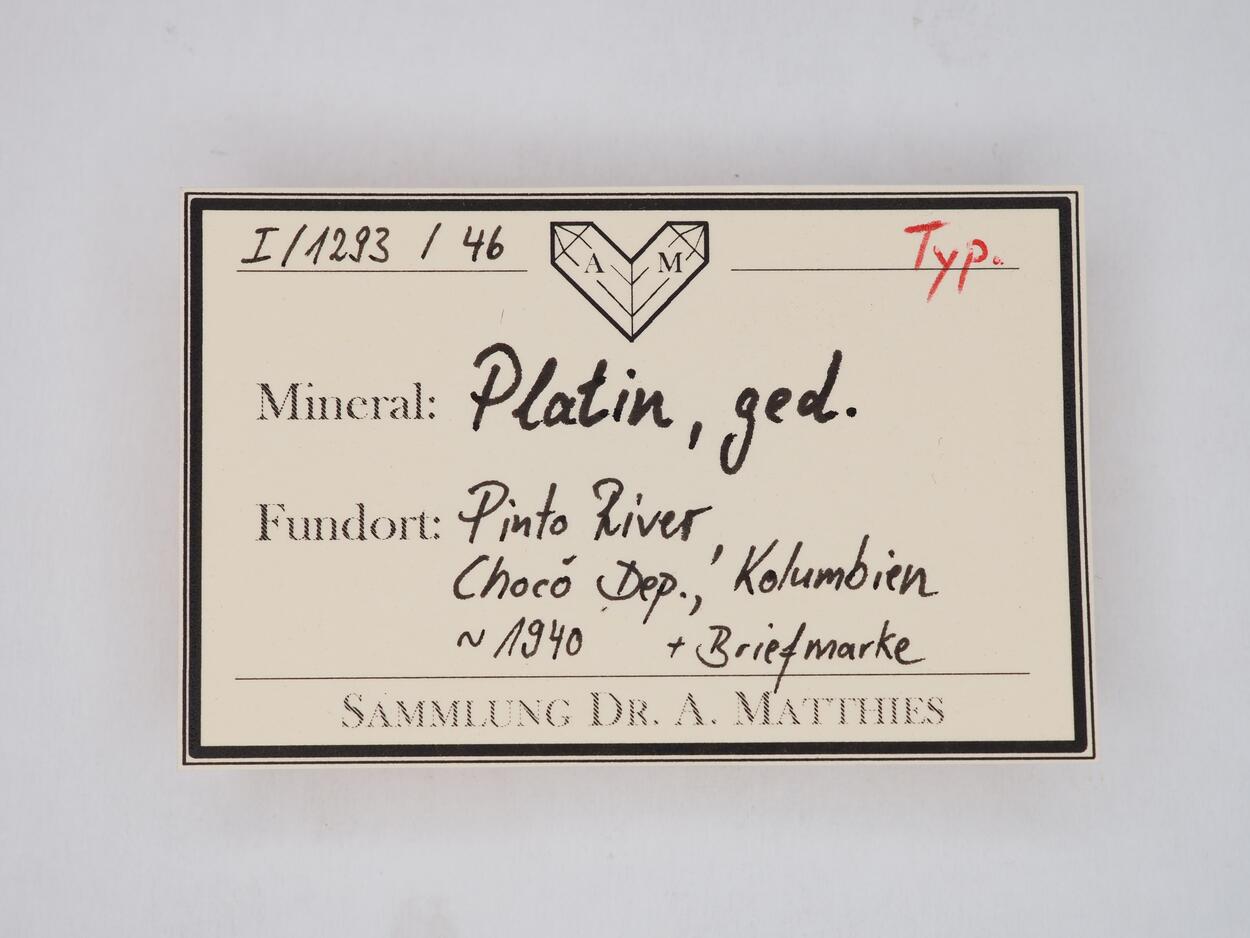 I/1293 / 46
A M
Typ.
Mineral: Platin, ged.
Fundort: Pinto River,
Chocó Dep., Kolumbien
~ 1940 + Briefmarke
SAMMLUNG DR. A. MATTHIES